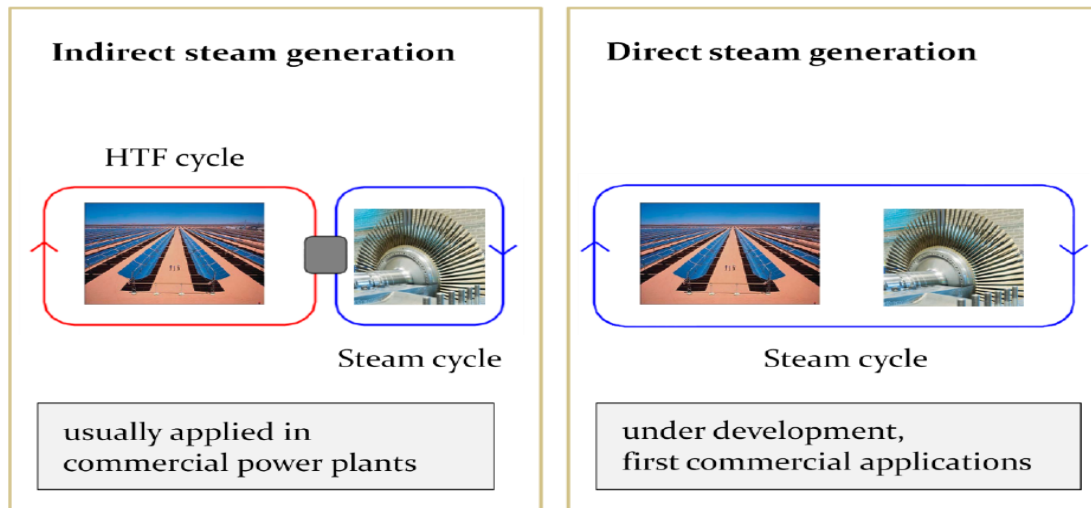 Indirect steam generation
HTF cycle
Steam cycle
usually applied in
commercial power plants
Direct steam generation
Steam cycle
under development,
first commercial applications